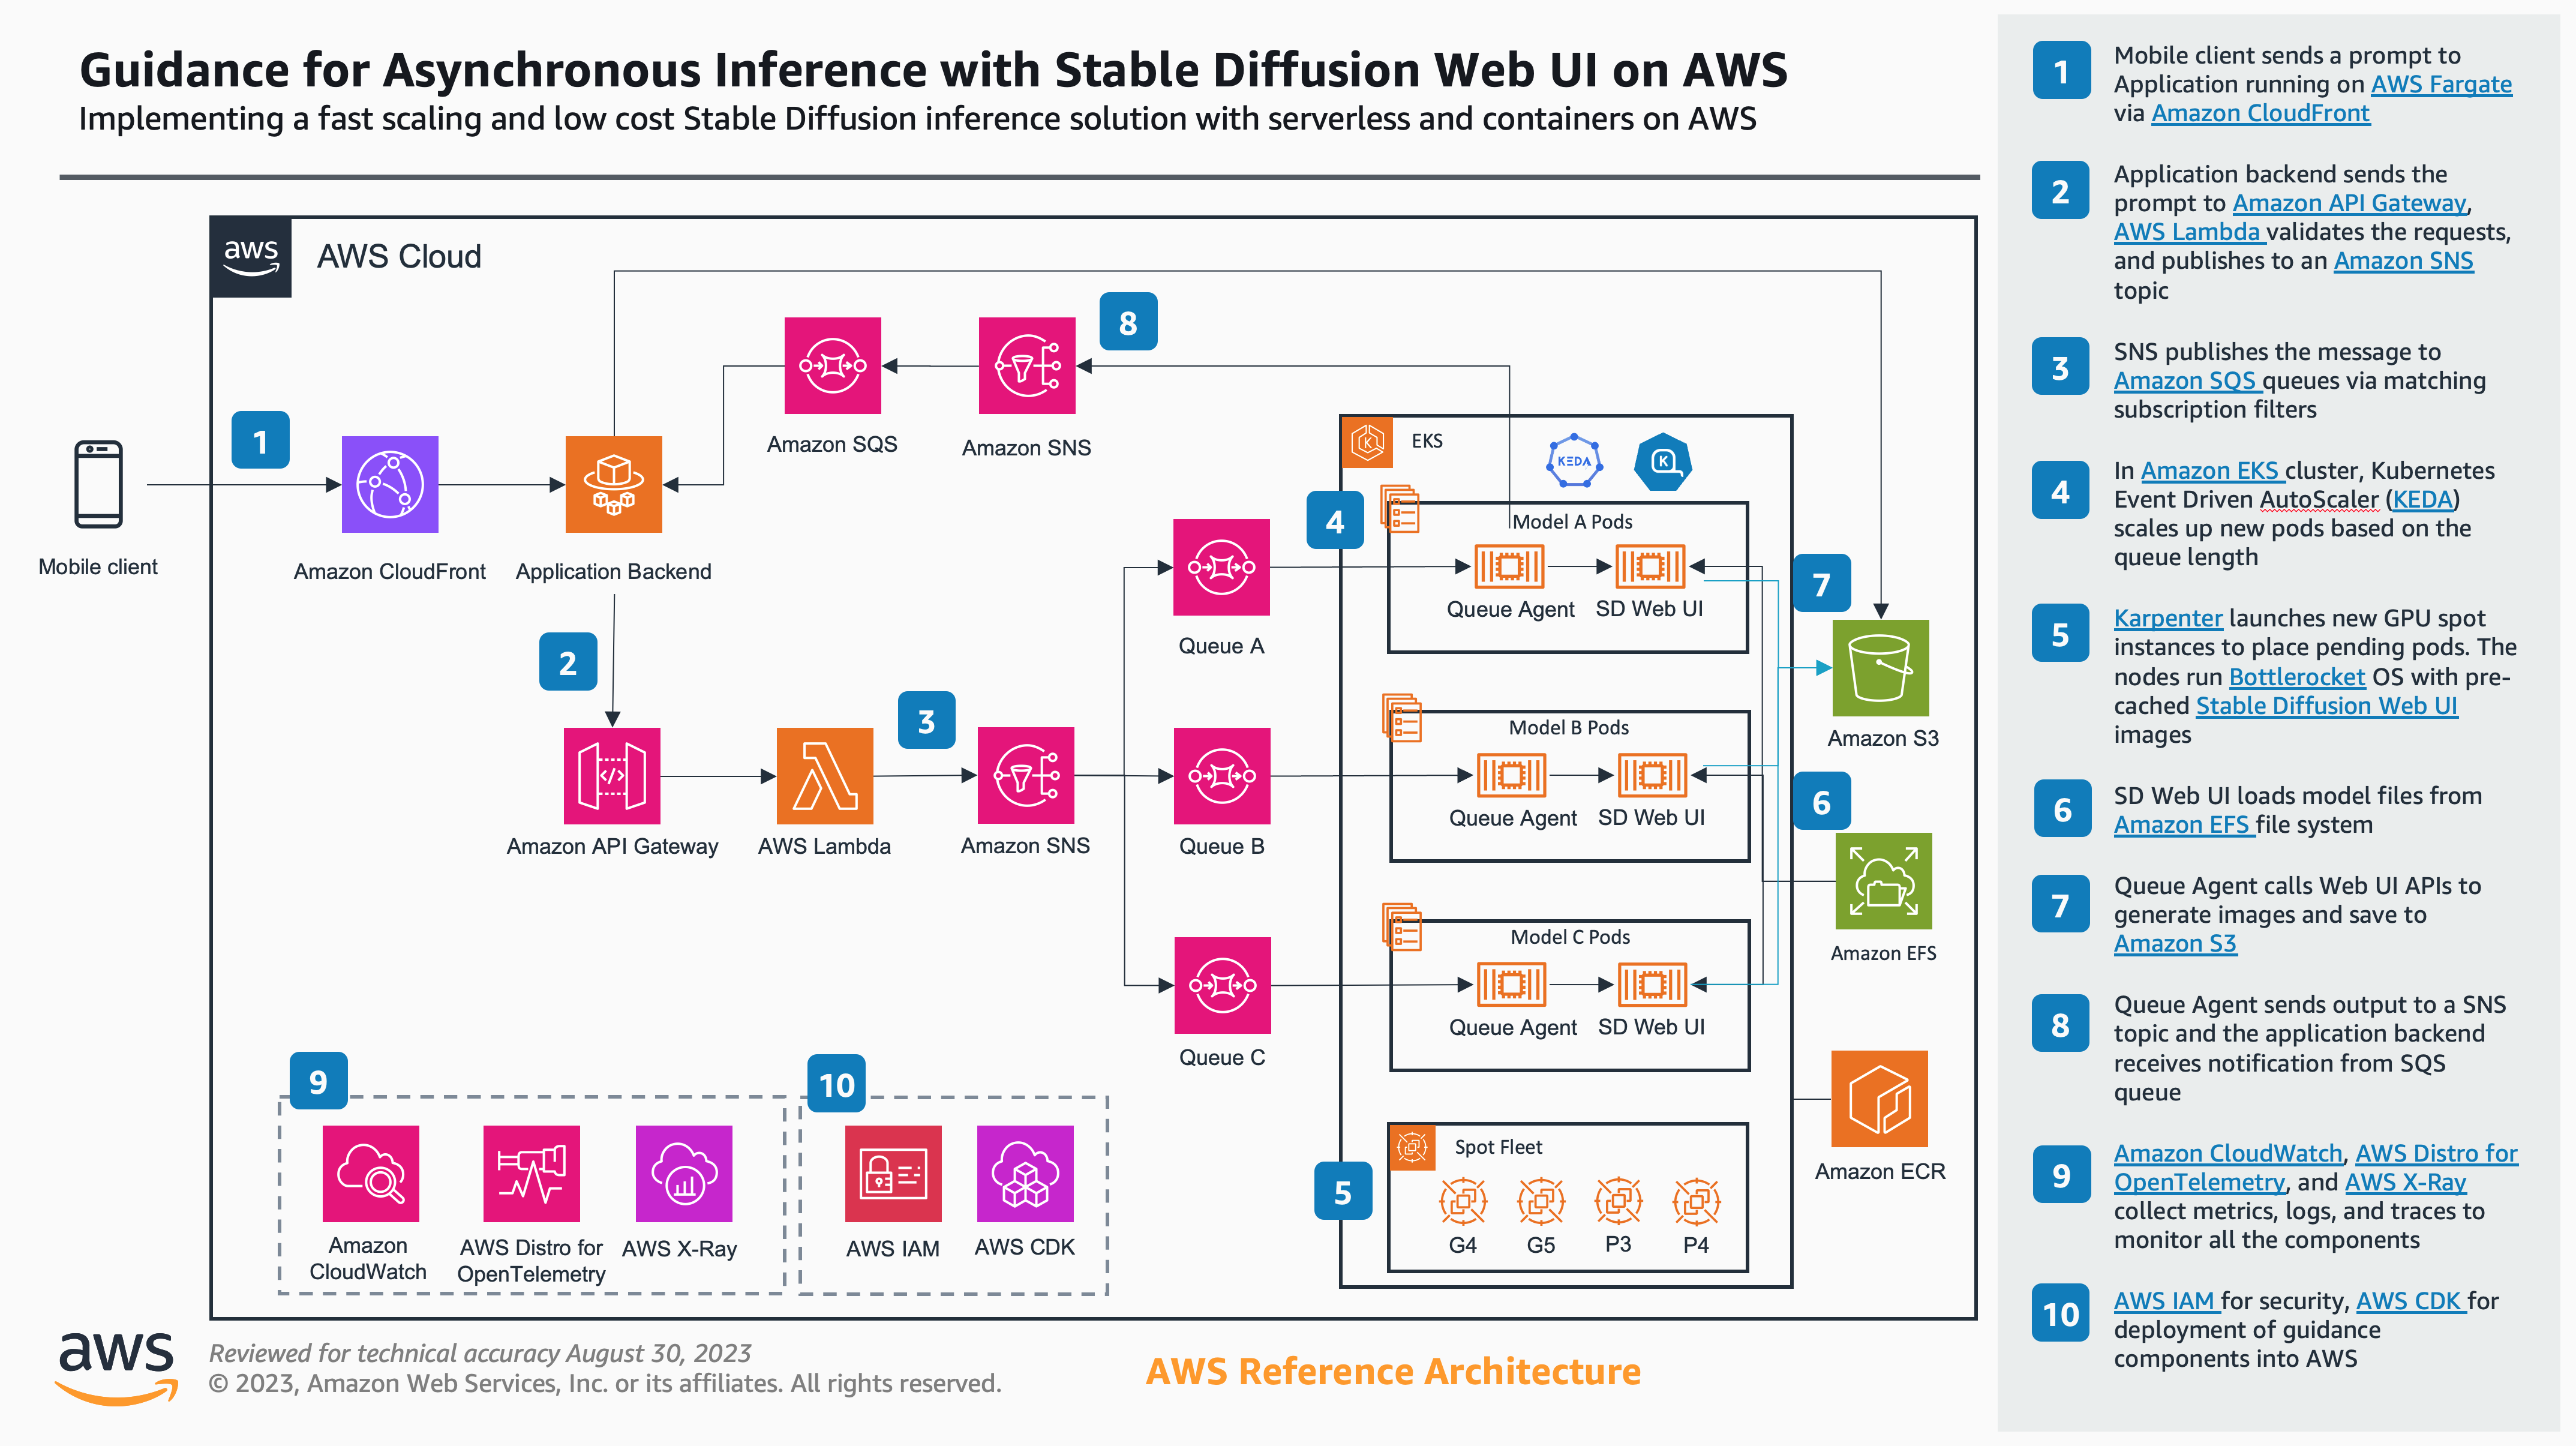 Guidance for Asynchronous Inference with Stable Diffusion Web UI on AWS
Implementing a fast scaling and low cost Stable Diffusion inference solution with serverless and containers on AWS
aws
AWS Cloud
8
Amazon SQS
Amazon SNS
1
Mobile client
Amazon CloudFront
Application Backend
2
3
Amazon API Gateway
AWS Lambda
Amazon SNS
Queue A
Queue B
Queue C
EKS
KEDA
K
4
Model A Pods
Queue Agent
SD Web UI
7
Amazon S3
Model B Pods
Queue Agent
SD Web UI
6
Amazon EFS
Model C Pods
Queue Agent
SD Web UI
Amazon ECR
5
Spot Fleet
G4
G5
P3
P4
9
Amazon
CloudWatch
AWS Distro for
OpenTelemetry
AWS X-Ray
10
AWS IAM
AWS CDK
aws
Reviewed for technical accuracy August 30, 2023
© 2023, Amazon Web Services, Inc. or its affiliates. All rights reserved.
AWS Reference Architecture
1
Mobile client sends a prompt to
Application running on AWS Fargate
via Amazon CloudFront
2
Application backend sends the
prompt to Amazon API Gateway,
AWS Lambda validates the requests,
and publishes to an Amazon SNS
topic
3
SNS publishes the message to
Amazon SQS queues via matching
subscription filters
4
In Amazon EKS cluster, Kubernetes
Event Driven AutoScaler (KEDA)
scales up new pods based on the
queue length
5
Karpenter launches new GPU spot
instances to place pending pods. The
nodes run Bottlerocket OS with pre-
cached Stable Diffusion Web UI
images
6
SD Web UI loads model files from
Amazon EFS file system
7
Queue Agent calls Web UI APIs to
generate images and save to
Amazon S3
8
Queue Agent sends output to a SNS
topic and the application backend
receives notification from SQS
queue
9
Amazon CloudWatch, AWS Distro for
OpenTelemetry, and AWS X-Ray
collect metrics, logs, and traces to
monitor all the components
10
AWS IAM for security, AWS CDK for
deployment of guidance
components into AWS